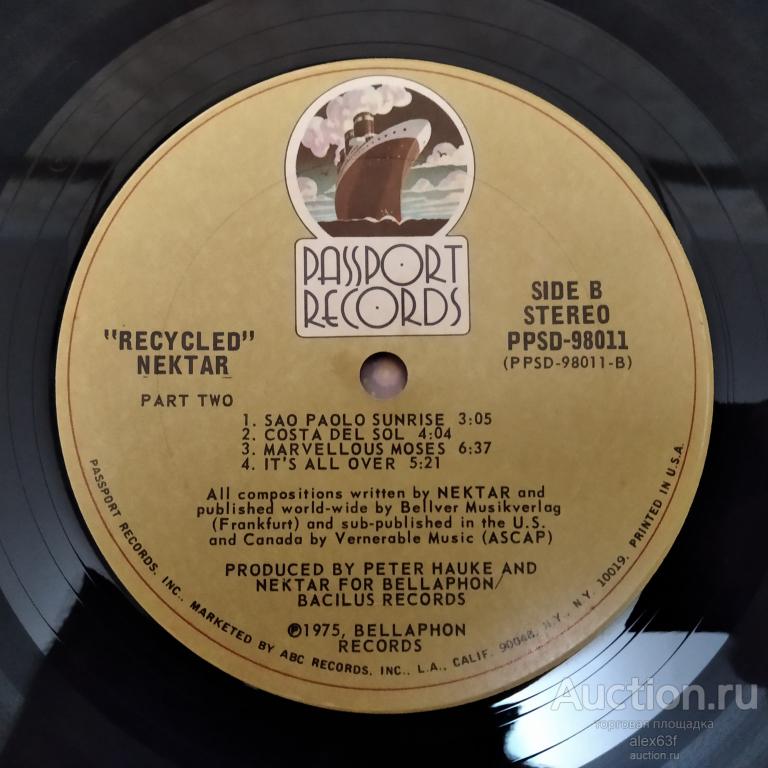 PASSPORT
RECORDS
"RECYCLED"
NEKTAR
PART TWO
SIDE B
STEREO
PPSD-98011
(PPSD-98011-B)
1. SAO PAOLO SUNRISE 3:05
2. COSTA DEL SOL 4:04
3. MARVELLOUS MOSES 6:37
4. IT'S ALL OVER 5:21
All compositions written by NEKTAR and
published world-wide by Bellver Musikverlag
(Frankfurt) and sub-published in the U.S.
and Canada by Vernerable Music (ASCAP)
PRODUCED BY PETER HAUKE AND
NEKTAR FOR BELLAPHON/
BACILUS RECORDS
℗1975, BELLAPHON
RECORDS
PASSPORT RECORDS, INC., MARKETED BY ABC RECORDS, INC., L.A., CALIF. 90048, N.Y., N.Y. 10019. PRINTED IN U.S.A.
Auction.ru
торговая площадка
alex63f
auction.ru